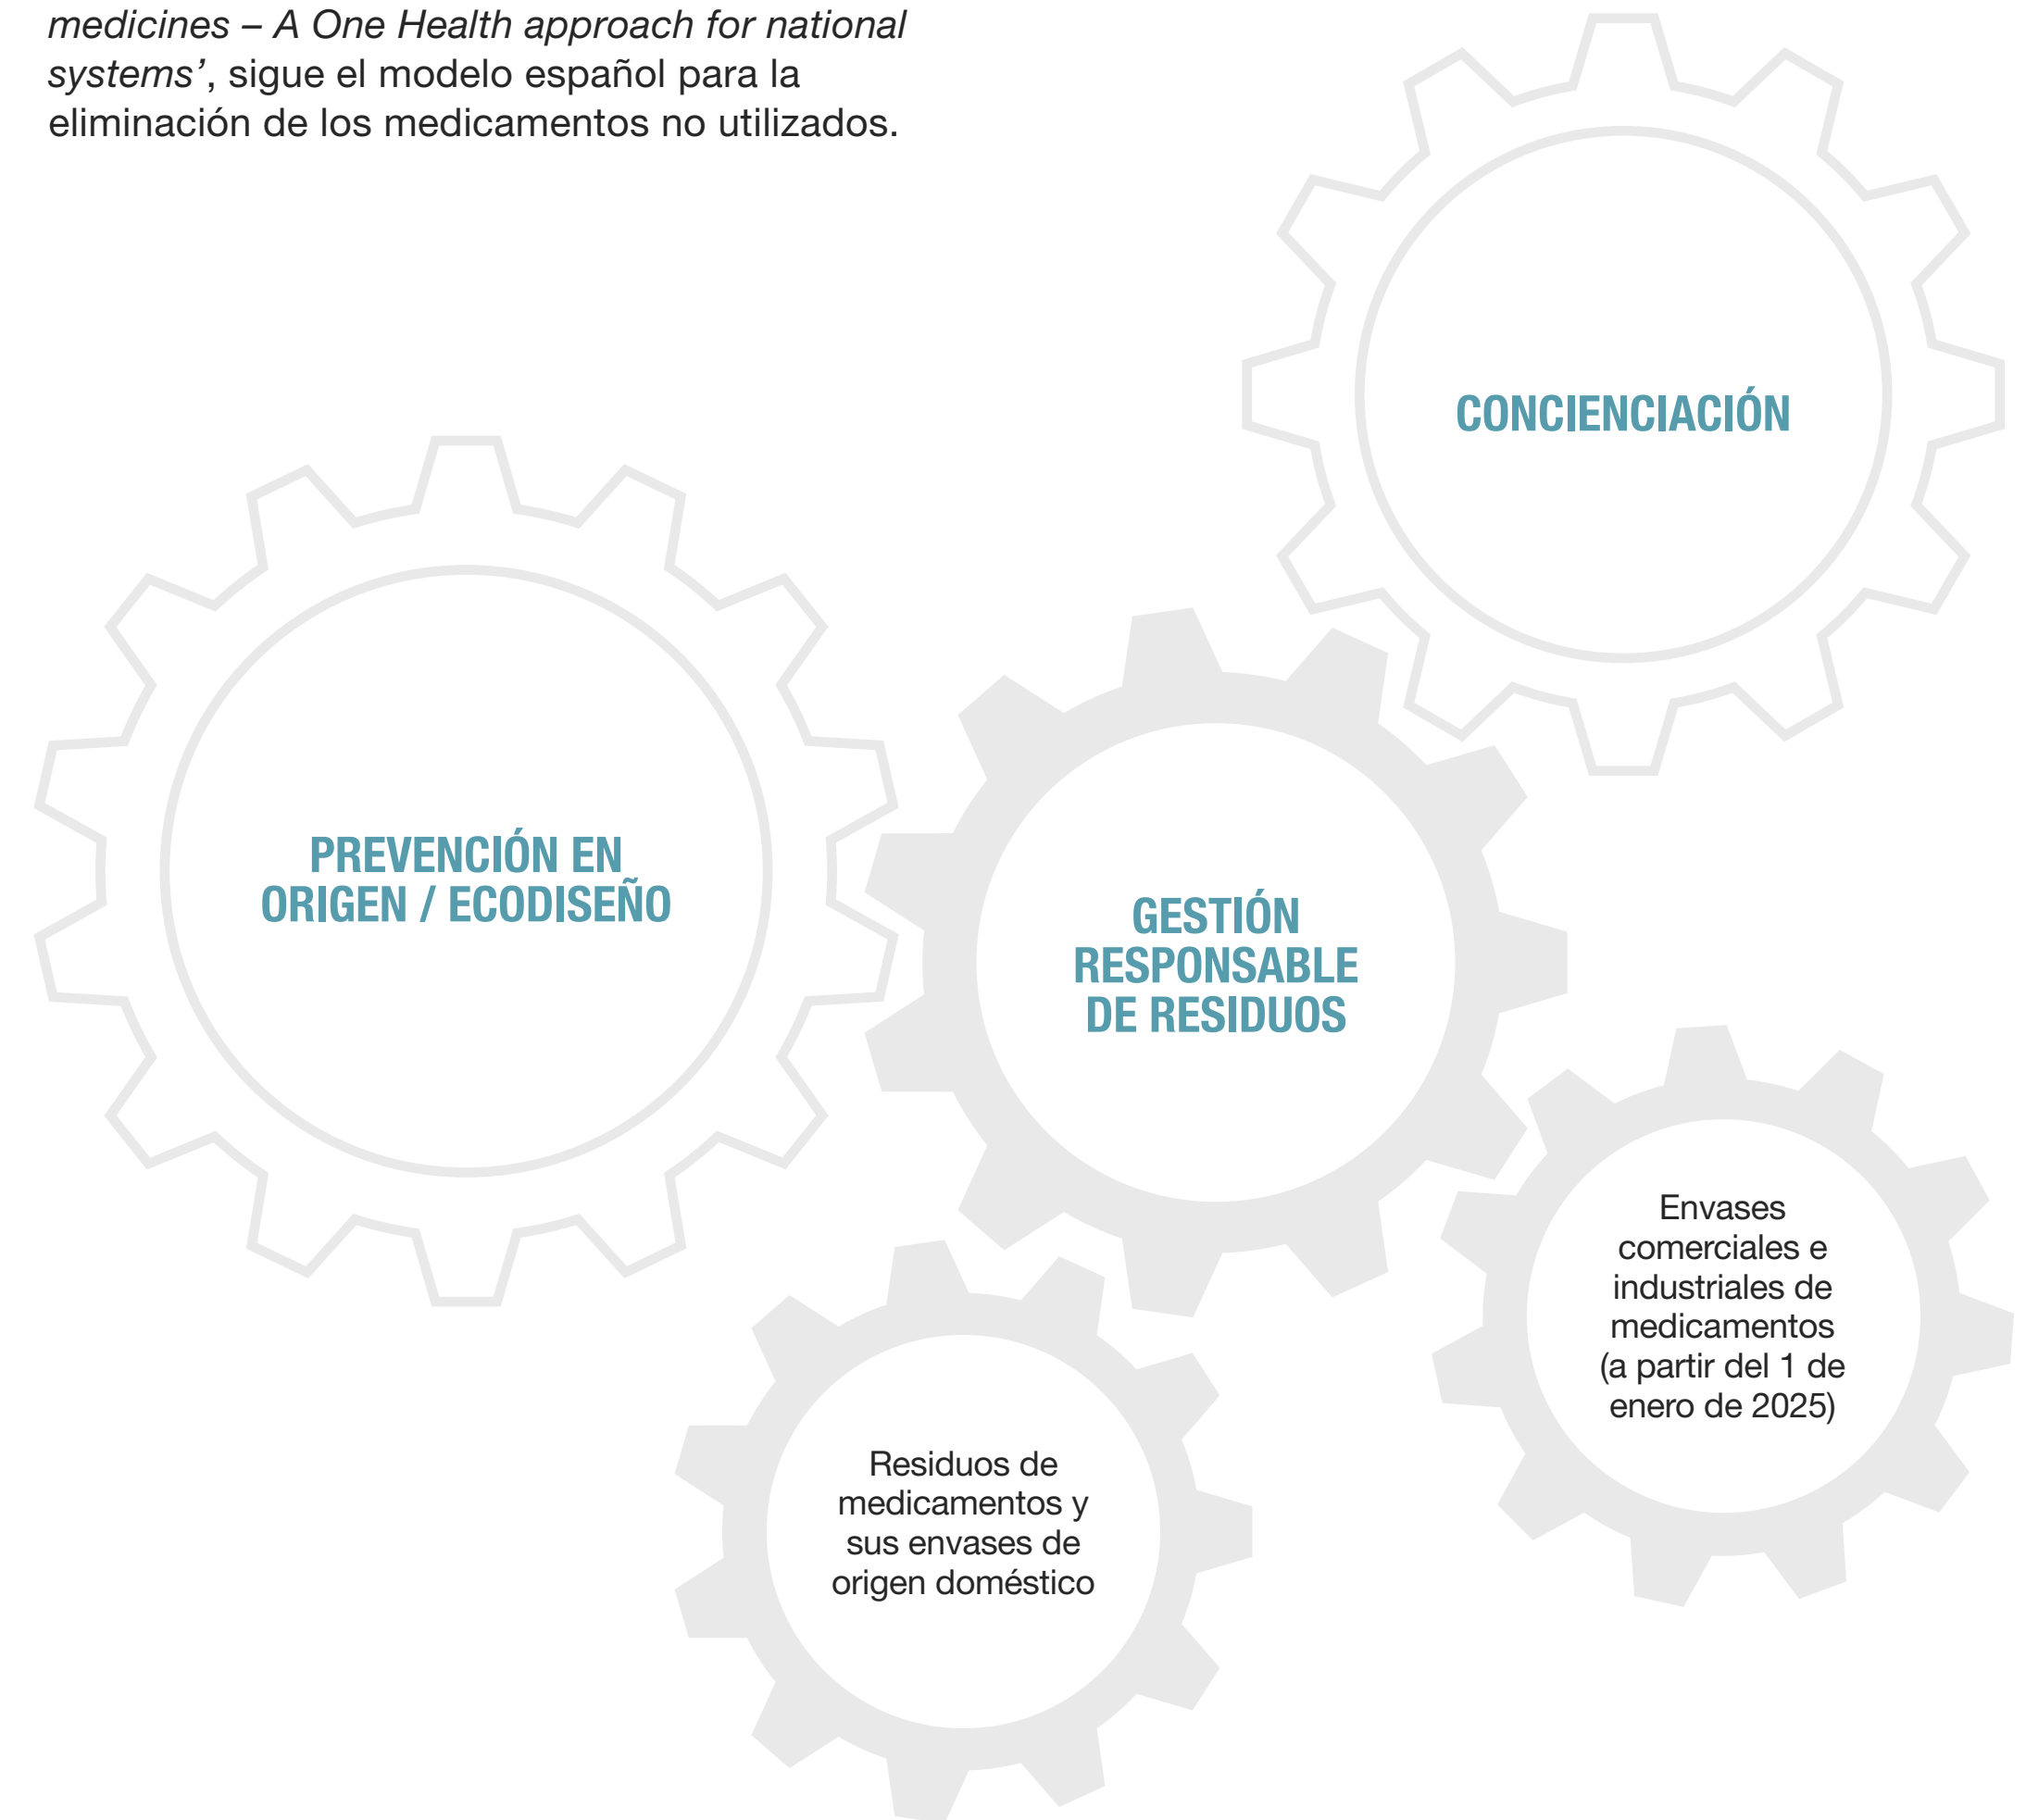 medicines – A One Health approach for national
systems’, sigue el modelo español para la
eliminación de los medicamentos no utilizados.
CONCIENCIACIÓN
PREVENCIÓN EN
ORIGEN / ECODISEÑO
GESTIÓN
RESPONSABLE
DE RESIDUOS
Envases
comerciales e
industriales de
medicamentos
(a partir del 1 de
enero de 2025)
Residuos de
medicamentos y
sus envases de
origen doméstico